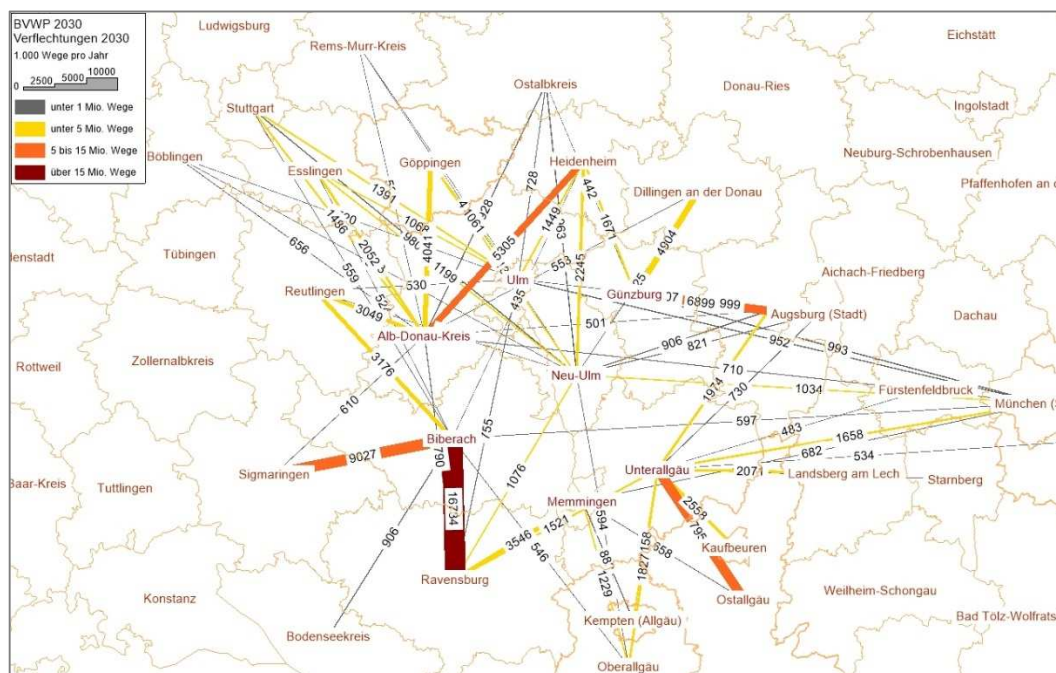 BVWP 2030
Verflechtungen 2030
1.000 Wege pro Jahr
0 2500 5000 10000
unter 1 Mio. Wege
unter 5 Mio. Wege
5 bis 15 Mio. Wege
über 15 Mio. Wege
Ludwigsburg
Rems-Murr-Kreis
Eichstätt
Ostalbkreis
Donau-Ries
Stuttgart
Ingolstadt
Böblingen
Esslingen
Göppingen
Heidenheim
Neuburg-Schrobenhausen
Dillingen an der Donau
Pfaffenhofen an
1391
1061
728
442
1449
1671
4904
1486
1068
656
2052
4041
5305
963
2245
Tübingen
1199
553
Aichach-Friedberg
559
530
Ulm
435
Reutlingen
Günzburg
6899
999
Augsburg (Stadt)
Dachau
3049
501
Alb-Donau-Kreis
906
821
952
993
Rottweil
Zollernalbkreis
3176
710
Neu-Ulm
1974
730
1034
Fürstenfeldbruck
München
610
755
597
483
Biberach
1658
9027
790
682
534
Sigmaringen
1076
Unterallgäu
2071
Landsberg am Lech
Starnberg
Baar-Kreis
Tuttlingen
16734
Memmingen
2558
594
1521
795
906
3546
546
658
Kaufbeuren
Ravensburg
1229
1827
158
Ostallgäu
Weilheim-Schongau
Konstanz
Kempten (Allgäu)
Bad Tölz-Wolfrats
Bodenseekreis
Oberallgäu